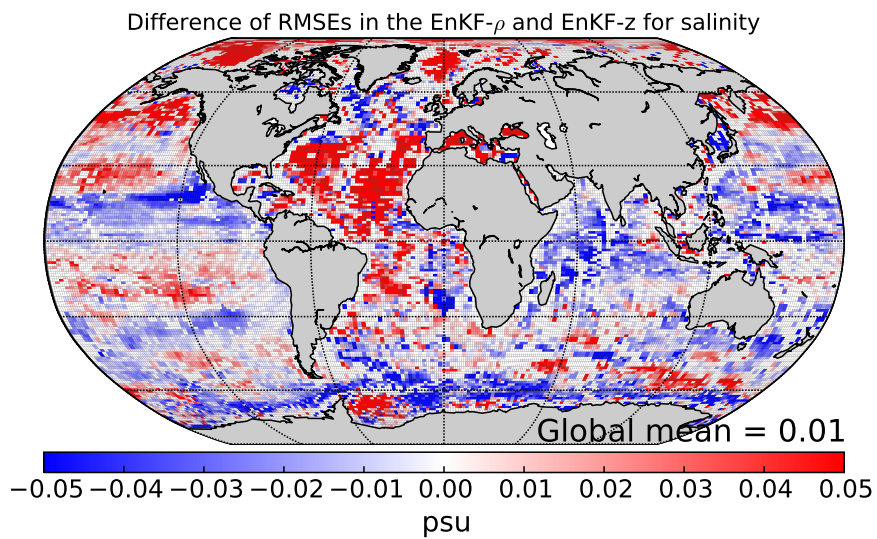 Difference of RMSEs in the EnKF-ρ and EnKF-z for salinity
Global mean = 0.01
−0.05 −0.04 −0.03 −0.02 −0.01 0.00 0.01 0.02 0.03 0.04 0.05
psu